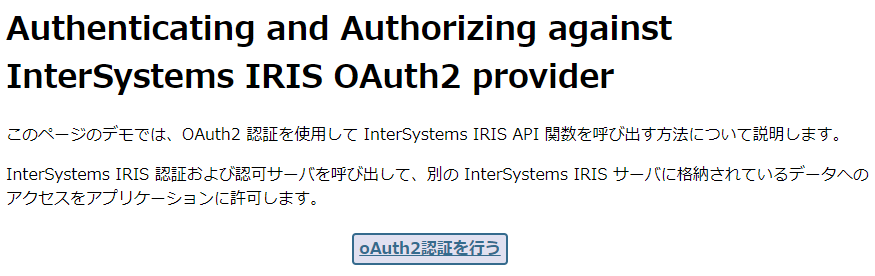 Authenticating and Authorizing against
InterSystems IRIS OAuth2 provider
このページのデモでは、OAuth2 認証を使用して InterSystems IRIS API 関数を呼び出す方法について説明します。
InterSystems IRIS 認証および認可サーバを呼び出して、別の InterSystems IRIS サーバに格納されているデータへの
アクセスをアプリケーションに許可します。
oAuth2認証を行う